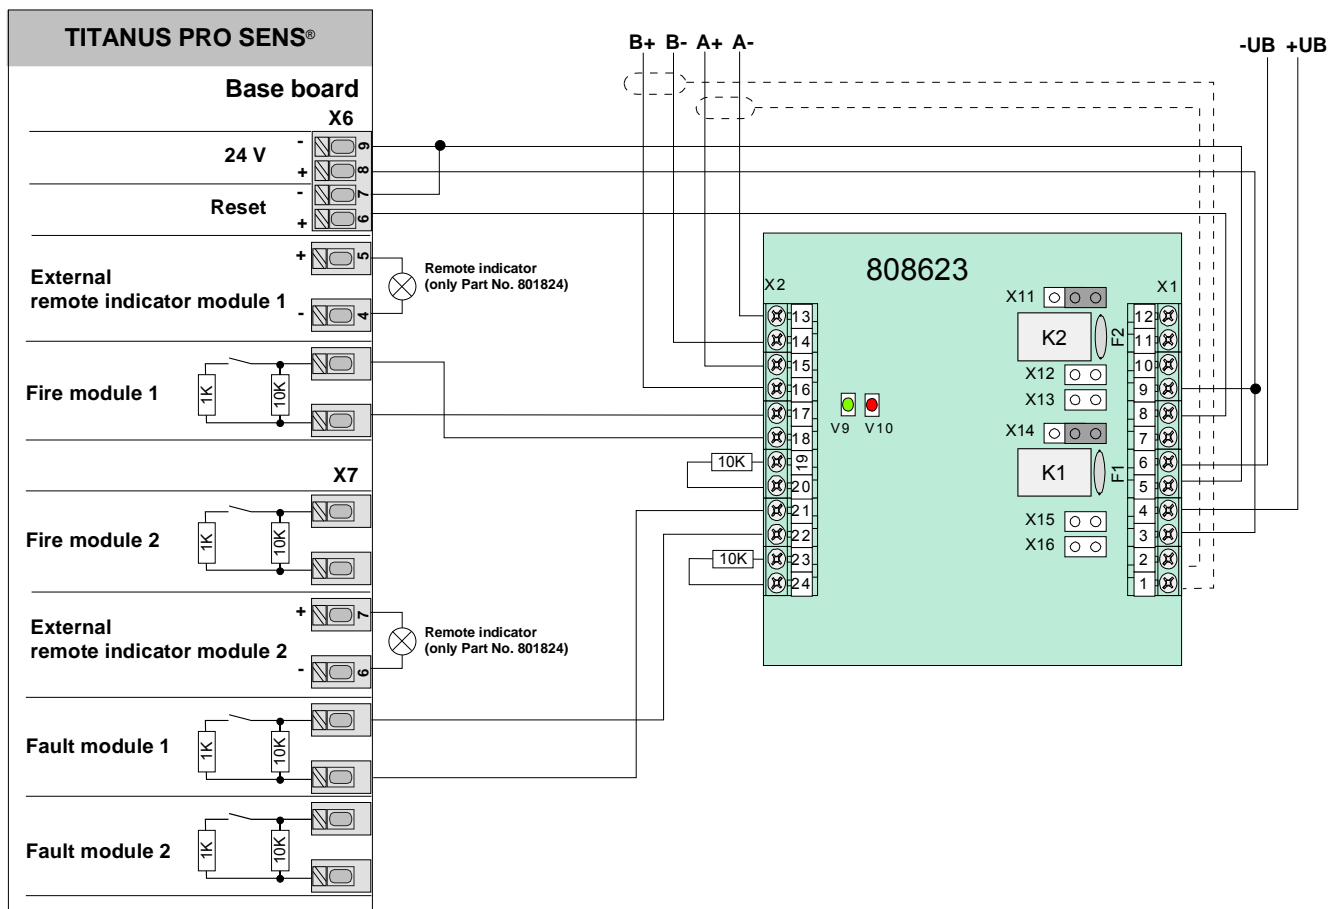 TITANUS PRO SENS®
B+ B- A+ A-
-UB +UB
Base board
X6
24 V
- 9
+ 8
Reset
- 7
+ 6
External
remote indicator module 1
+ 5
- 4
Remote indicator
(only Part No. 801824)
Fire module 1
1K
10K
X7
Fire module 2
1K
10K
External
remote indicator module 2
+ 7
- 6
Remote indicator
(only Part No. 801824)
Fault module 1
1K
10K
Fault module 2
1K
10K
808623
X2
13
14
15
16
17
18
19
20
21
22
23
24
10K
10K
V9 V10
X11
K2
F2
X12
X13
X14
K1
F1
X15
X16
X1
12
11
10
9
8
7
6
5
4
3
2
1